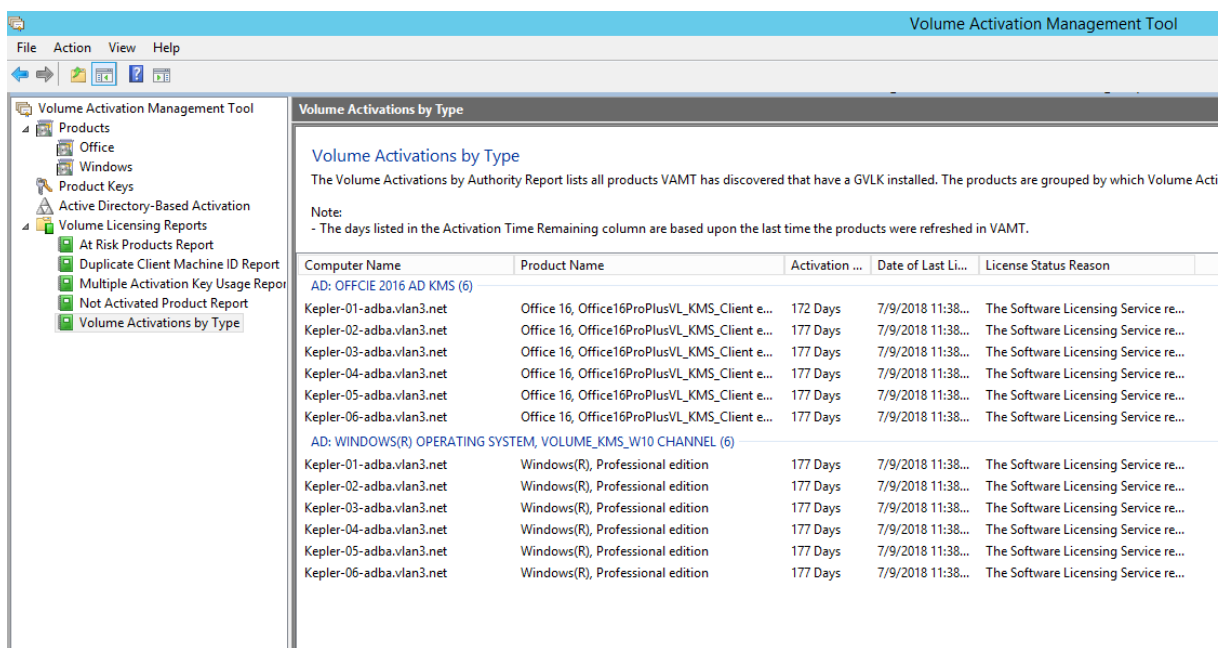 Volume Activation Management Tool
File Action View Help
Volume Activation Management Tool
Products
Office
Windows
Product Keys
Active Directory-Based Activation
Volume Licensing Reports
At Risk Products Report
Duplicate Client Machine ID Report
Multiple Activation Key Usage Repor
Not Activated Product Report
Volume Activations by Type
Volume Activations by Type
Volume Activations by Type
The Volume Activations by Authority Report lists all products VAMT has discovered that have a GVLK installed. The products are grouped by which Volume Acti
Note:
- The days listed in the Activation Time Remaining column are based upon the last time the products were refreshed in VAMT.
Computer Name Product Name Activation ... Date of Last Li... License Status Reason
AD: OFFCIE 2016 AD KMS (6)
Kepler-01-adba.vlan3.net Office 16, Office16ProPlusVL_KMS_Client e... 172 Days 7/9/2018 11:38... The Software Licensing Service re...
Kepler-02-adba.vlan3.net Office 16, Office16ProPlusVL_KMS_Client e... 177 Days 7/9/2018 11:38... The Software Licensing Service re...
Kepler-03-adba.vlan3.net Office 16, Office16ProPlusVL_KMS_Client e... 177 Days 7/9/2018 11:38... The Software Licensing Service re...
Kepler-04-adba.vlan3.net Office 16, Office16ProPlusVL_KMS_Client e... 177 Days 7/9/2018 11:38... The Software Licensing Service re...
Kepler-05-adba.vlan3.net Office 16, Office16ProPlusVL_KMS_Client e... 177 Days 7/9/2018 11:38... The Software Licensing Service re...
Kepler-06-adba.vlan3.net Office 16, Office16ProPlusVL_KMS_Client e... 177 Days 7/9/2018 11:38... The Software Licensing Service re...
AD: WINDOWS(R) OPERATING SYSTEM, VOLUME_KMS_W10 CHANNEL (6)
Kepler-01-adba.vlan3.net Windows(R), Professional edition 177 Days 7/9/2018 11:38... The Software Licensing Service re...
Kepler-02-adba.vlan3.net Windows(R), Professional edition 177 Days 7/9/2018 11:38... The Software Licensing Service re...
Kepler-03-adba.vlan3.net Windows(R), Professional edition 177 Days 7/9/2018 11:38... The Software Licensing Service re...
Kepler-04-adba.vlan3.net Windows(R), Professional edition 177 Days 7/9/2018 11:38... The Software Licensing Service re...
Kepler-05-adba.vlan3.net Windows(R), Professional edition 177 Days 7/9/2018 11:38... The Software Licensing Service re...
Kepler-06-adba.vlan3.net Windows(R), Professional edition 177 Days 7/9/2018 11:38... The Software Licensing Service re...